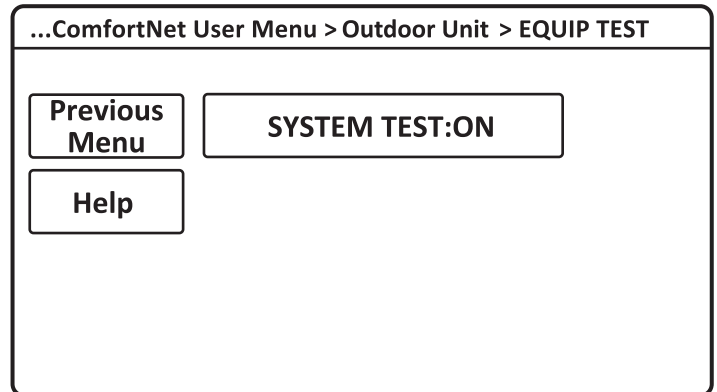 ...ComfortNet User Menu > Outdoor Unit > EQUIP TEST
Previous
Menu
SYSTEM TEST:ON
Help